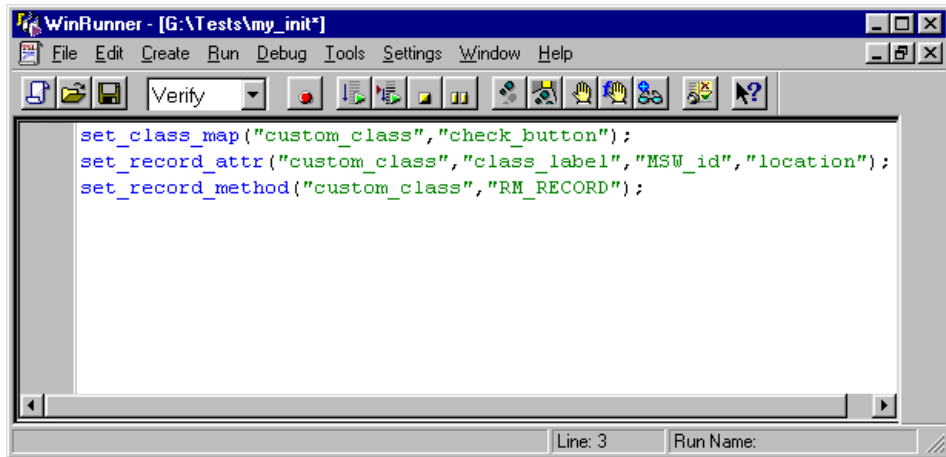 WinRunner - [G:\Tests\my_init*]
File Edit Create Run Debug Tools Settings Window Help
Verify
set_class_map("custom_class","check_button");
set_record_attr("custom_class","class_label","MSW_id","location");
set_record_method("custom_class","RM_RECORD");
Line: 3 Run Name: